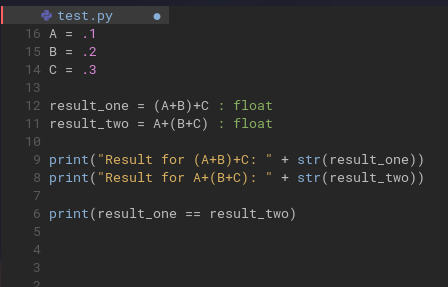 test.py
16 A = .1
15 B = .2
14 C = .3
13
12 result_one = (A+B)+C : float
11 result_two = A+(B+C) : float
10
9 print("Result for (A+B)+C: " + str(result_one))
8 print("Result for A+(B+C): " + str(result_two))
7
6 print(result_one == result_two)
5
4
3
2